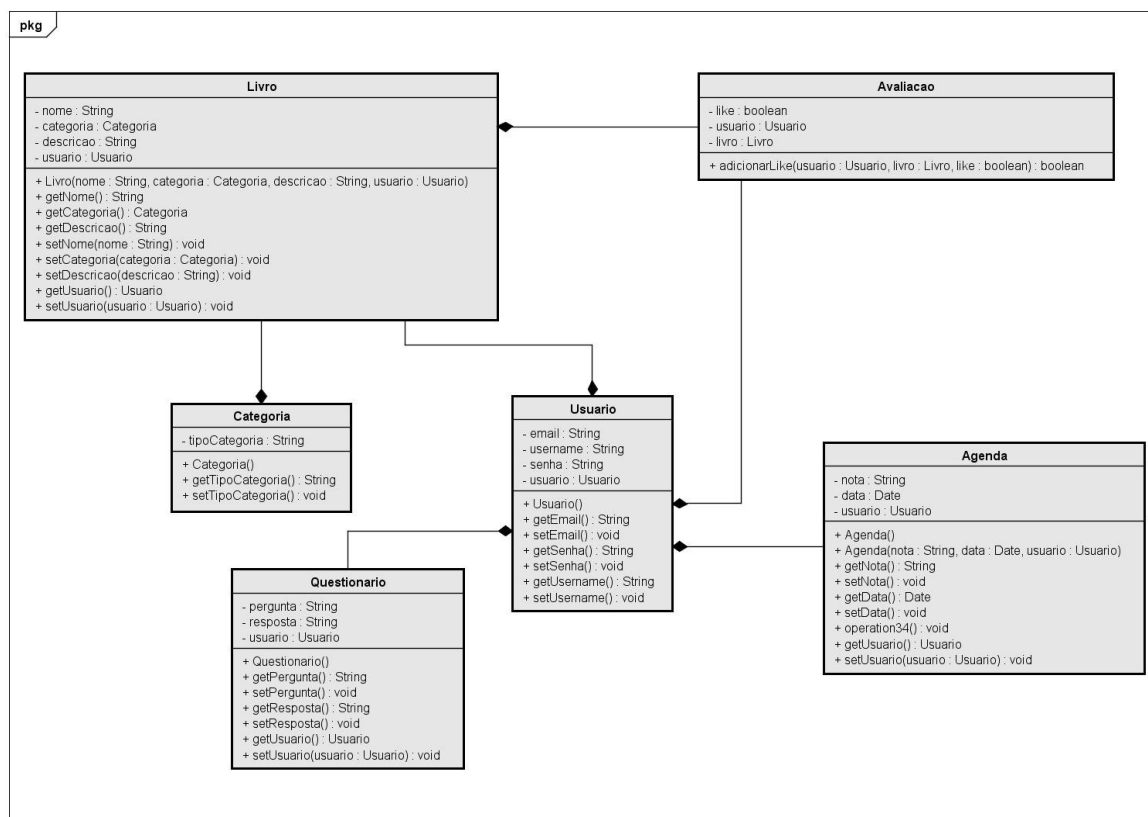 pkg
Livro
- nome : String
- categoria : Categoria
- descricao : String
- usuario : Usuario
+ Livro(nome : String, categoria : Categoria, descricao : String, usuario : Usuario)
+ getNome() : String
+ getCategoria() : Categoria
+ getDescricao() : String
+ setNome(nome : String) : void
+ setCategoria(categoria : Categoria) : void
+ setDescricao(descricao : String) : void
+ getUsuario() : Usuario
+ setUsuario(usuario : Usuario) : void
Avaliacao
- like : boolean
- usuario : Usuario
- livro : Livro
+ adicionarLike(usuario : Usuario, livro : Livro, like : boolean) : boolean
Categoria
- tipoCategoria : String
+ Categoria()
+ getTipoCategoria() : String
+ setTipoCategoria() : void
Usuario
- email : String
- username : String
- senha : String
- usuario : Usuario
+ Usuario()
+ getEmail() : String
+ setEmail() : void
+ getSenha() : String
+ setSenha() : void
+ getUsername() : String
+ setUsername() : void
Agenda
- nota : String
- data : Date
- usuario : Usuario
+ Agenda()
+ Agenda(nota : String, data : Date, usuario : Usuario)
+ getNota() : String
+ setNota() : void
+ getData() : Date
+ setData() : void
+ operation34() : void
+ getUsuario() : Usuario
+ setUsuario(usuario : Usuario) : void
Questionario
- pergunta : String
- resposta : String
- usuario : Usuario
+ Questionario()
+ getPergunta() : String
+ setPergunta() : void
+ getResposta() : String
+ setResposta() : void
+ getUsuario() : Usuario
+ setUsuario(usuario : Usuario) : void